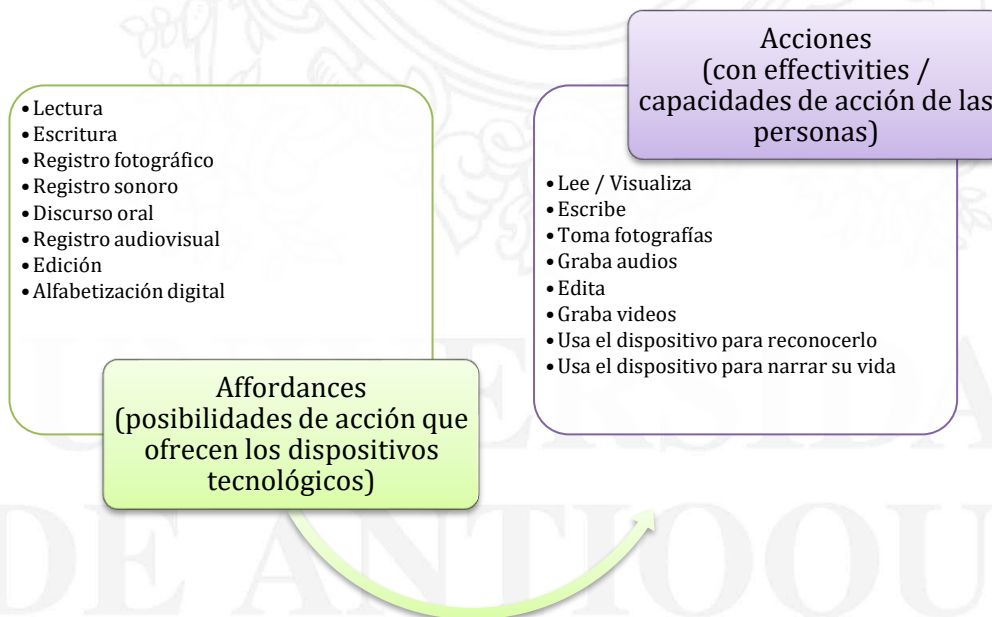 • Lectura
• Escritura
• Registro fotográfico
• Registro sonoro
• Discurso oral
• Registro audiovisual
• Edición
• Alfabetización digital
Affordances
(posibilidades de acción que
ofrecen los dispositivos
tecnológicos)
Acciones
(con effectivities /
capacidades de acción de las
personas)
• Lee / Visualiza
• Escribe
• Toma fotografías
• Graba audios
• Edita
• Graba videos
• Usa el dispositivo para reconocerlo
• Usa el dispositivo para narrar su vida
DE ANTIOQU